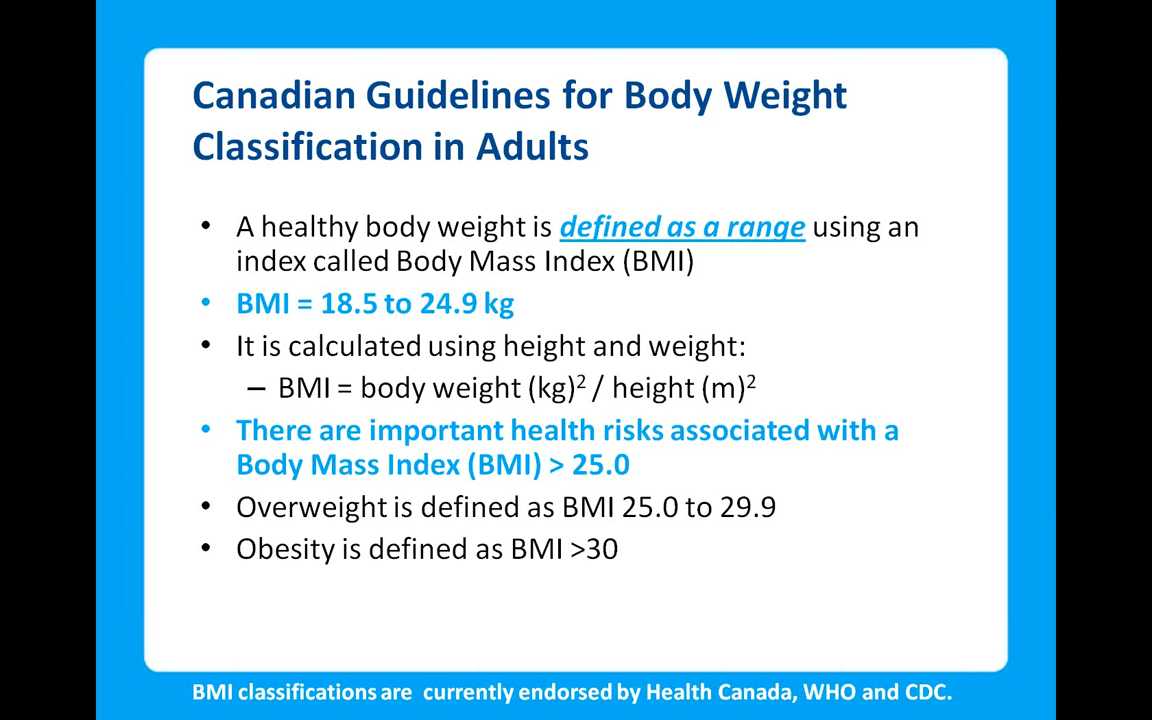 Canadian Guidelines for Body Weight
Classification in Adults
• A healthy body weight is defined as a range using an
index called Body Mass Index (BMI)
• BMI = 18.5 to 24.9 kg
• It is calculated using height and weight:
– BMI = body weight (kg)² / height (m)²
• There are important health risks associated with a
Body Mass Index (BMI) > 25.0
• Overweight is defined as BMI 25.0 to 29.9
• Obesity is defined as BMI >30
BMI classifications are currently endorsed by Health Canada, WHO and CDC.